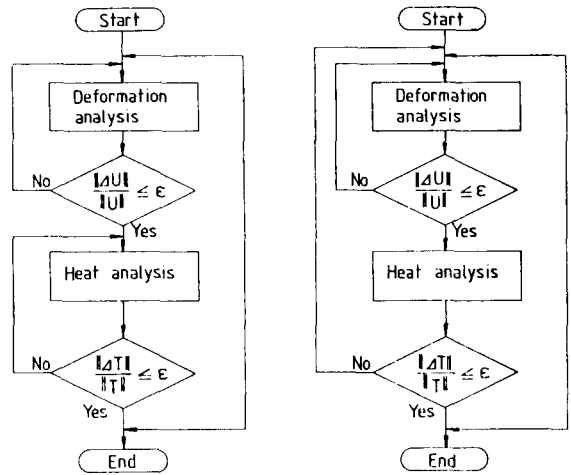 Start
Deformation
analysis
No
‖ΔU‖
‖U‖ ≤ ε
Yes
Heat analysis
No
‖ΔT‖
‖T‖ ≤ ε
Yes
End
Start
Deformation
analysis
No
‖ΔU‖
‖U‖ ≤ ε
Yes
Heat analysis
No
‖ΔT‖
‖T‖ ≤ ε
Yes
End